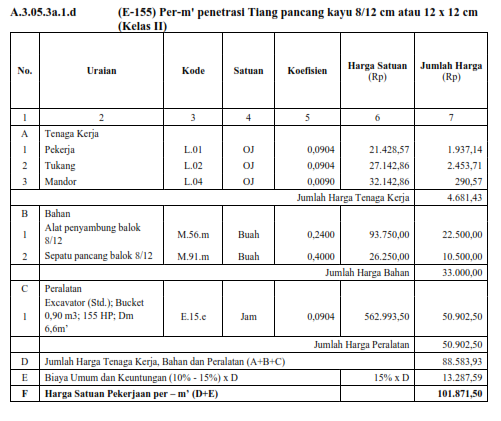 A.3.05.3a.1.d (E-155) Per-m' penetrasi Tiang pancang kayu 8/12 cm atau 12 x 12 cm
(Kelas II)
No. Uraian Kode Satuan Koefisien Harga Satuan (Rp) Jumlah Harga (Rp)
1 2 3 4 5 6 7
A Tenaga Kerja
1 Pekerja L.01 OJ 0,0904 21.428,57 1.937,14
2 Tukang L.02 OJ 0,0904 27.142,86 2.453,71
3 Mandor L.04 OJ 0,0090 32.142,86 290,57
Jumlah Harga Tenaga Kerja 4.681,43
B Bahan
1 Alat penyambung balok 8/12 M.56.m Buah 0,2400 93.750,00 22.500,00
2 Sepatu pancang balok 8/12 M.91.m Buah 0,4000 26.250,00 10.500,00
Jumlah Harga Bahan 33.000,00
C Peralatan
1 Excavator (Std.); Bucket 0,90 m3; 155 HP; Dm 6,6m' E.15.e Jam 0,0904 562.993,50 50.902,50
Jumlah Harga Peralatan 50.902,50
D Jumlah Harga Tenaga Kerja, Bahan dan Peralatan (A+B+C) 88.583,93
E Biaya Umum dan Keuntungan (10% - 15%) x D 15% x D 13.287,59
F Harga Satuan Pekerjaan per – m' (D+E) 101.871,50